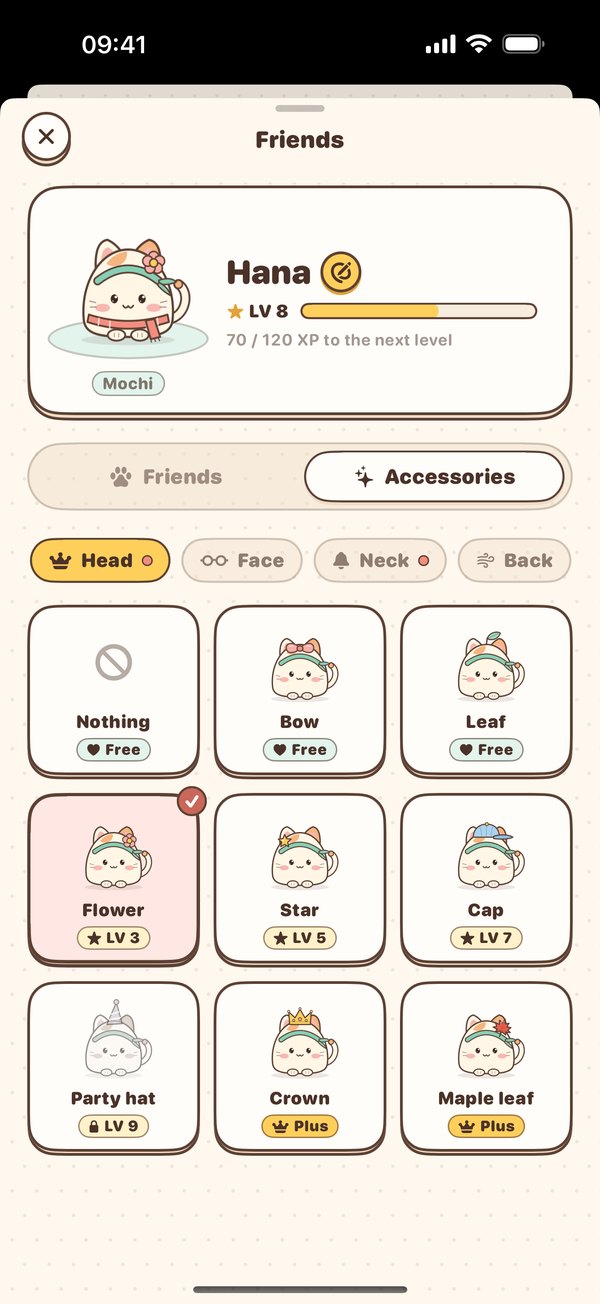 09:41
Friends
Hana
LV 8
70 / 120 XP to the next level
Mochi
Friends
Accessories
Head
Face
Neck
Back
Nothing
Free
Bow
Free
Leaf
Free
Flower
LV 3
Star
LV 5
Cap
LV 7
Party hat
LV 9
Crown
Plus
Maple leaf
Plus